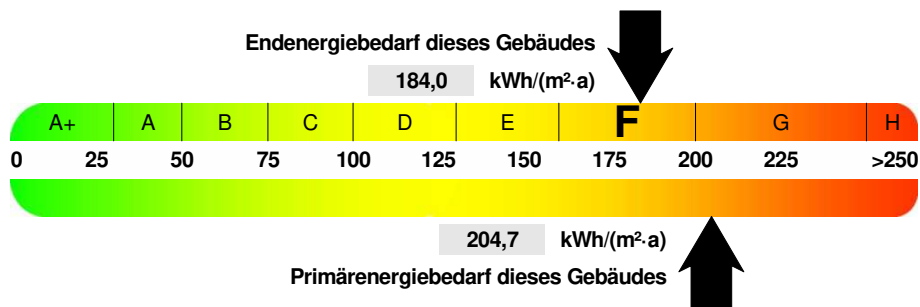 Endenergiebedarf dieses Gebäudes
184,0 kWh/(m²·a)
A+ A B C D E F G H
0 25 50 75 100 125 150 175 200 225 >250
204,7 kWh/(m²·a)
Primärenergiebedarf dieses Gebäudes